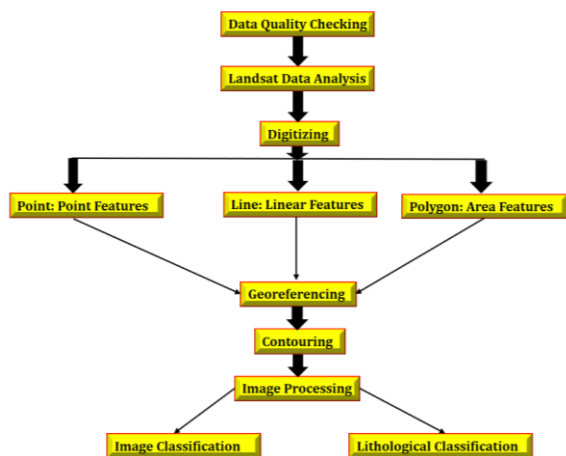 Data Quality Checking
Landsat Data Analysis
Digitizing
Point: Point Features
Line: Linear Features
Polygon: Area Features
Georeferencing
Contouring
Image Processing
Image Classification
Lithological Classification